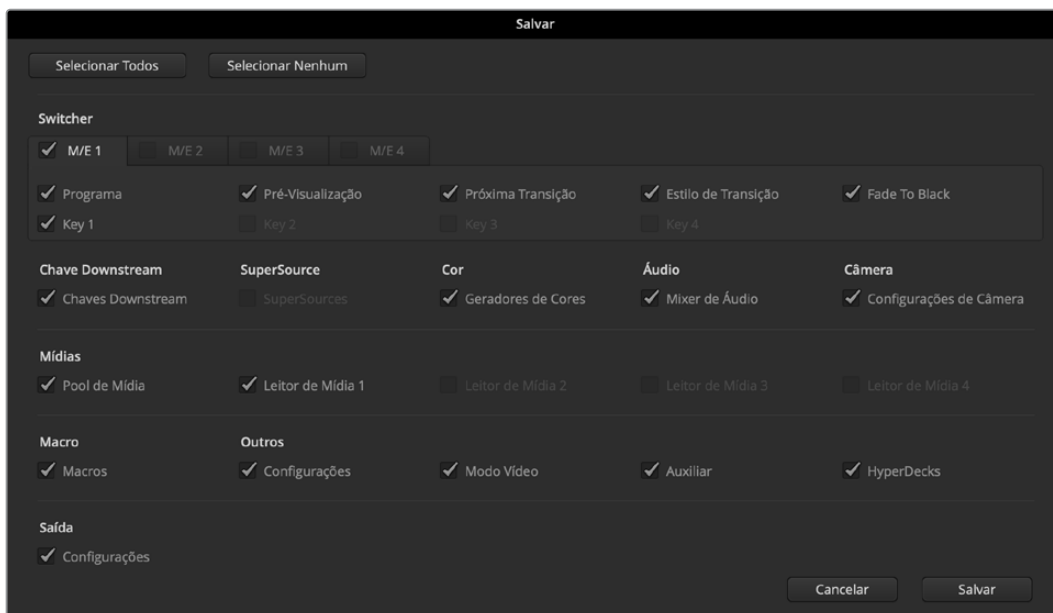 Salvar
Selecionar Todos Selecionar Nenhum
Switcher
M/E 1 M/E 2 M/E 3 M/E 4
Programa Pré-Visualização Próxima Transição Estilo de Transição Fade To Black
Key 1 Key 2 Key 3 Key 4
Chave Downstream SuperSource Cor Áudio Câmera
Chaves Downstream SuperSources Geradores de Cores Mixer de Áudio Configurações de Câmera
Mídias
Pool de Mídia Leitor de Mídia 1 Leitor de Mídia 2 Leitor de Mídia 3 Leitor de Mídia 4
Macro Outros
Macros Configurações Modo Vídeo Auxiliar HyperDecks
Saída
Configurações
Cancelar Salvar